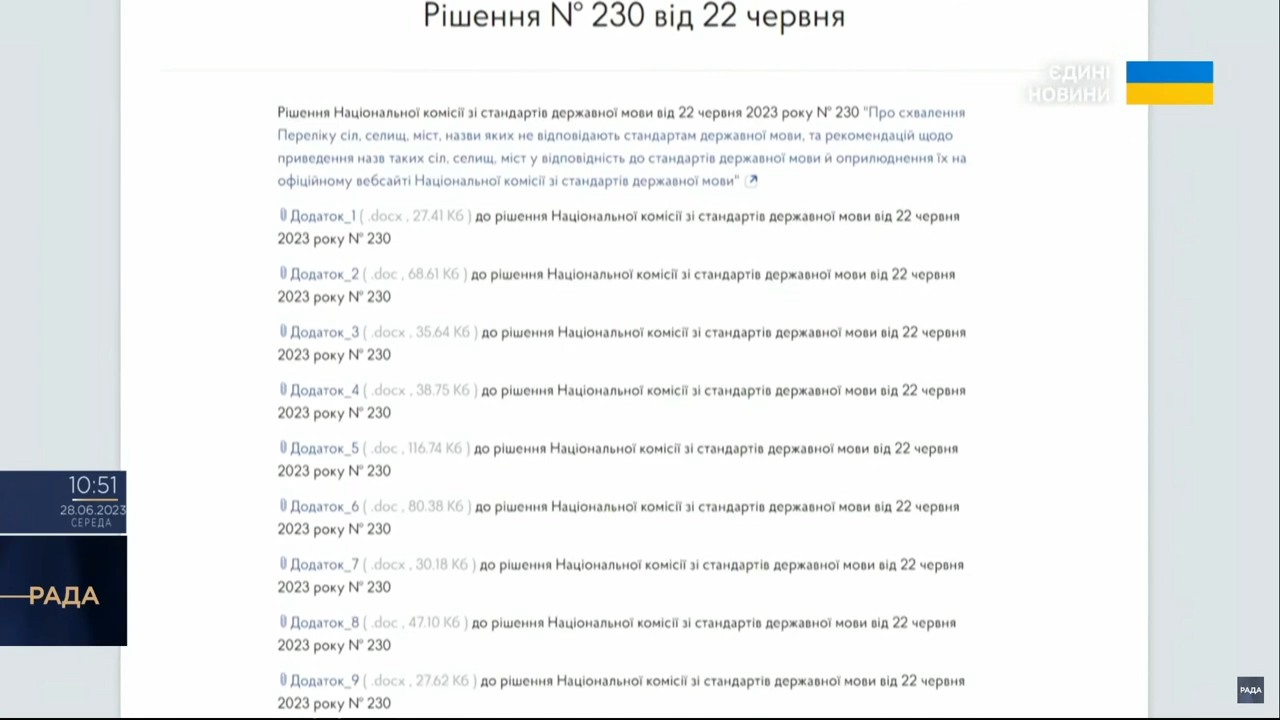 Рішення № 230 від 22 червня
ЄДИНІ
НОВИНИ
Рішення Національної комісії зі стандартів державної мови від 22 червня 2023 року № 230 "Про схвалення
Переліку сіл, селищ, міст, назви яких не відповідають стандартам державної мови, та рекомендацій щодо
приведення назв таких сіл, селищ, міст у відповідність до стандартів державної мови й оприлюднення їх на
офіційному вебсайті Національної комісії зі стандартів державної мови"
Додаток_1 ( .docx , 27.41 Кб ) до рішення Національної комісії зі стандартів державної мови від 22 червня
2023 року № 230
Додаток_2 ( .doc , 68.61 Кб ) до рішення Національної комісії зі стандартів державної мови від 22 червня
2023 року № 230
Додаток_3 ( .docx , 35.64 Кб ) до рішення Національної комісії зі стандартів державної мови від 22 червня
2023 року № 230
Додаток_4 ( .docx , 38.75 Кб ) до рішення Національної комісії зі стандартів державної мови від 22 червня
2023 року № 230
Додаток_5 ( .doc , 116.74 Кб ) до рішення Національної комісії зі стандартів державної мови від 22 червня
2023 року № 230
Додаток_6 ( .doc , 80.38 Кб ) до рішення Національної комісії зі стандартів державної мови від 22 червня
2023 року № 230
Додаток_7 ( .docx , 30.18 Кб ) до рішення Національної комісії зі стандартів державної мови від 22 червня
2023 року № 230
Додаток_8 ( .doc , 47.10 Кб ) до рішення Національної комісії зі стандартів державної мови від 22 червня
2023 року № 230
Додаток_9 ( .docx , 27.62 Кб ) до рішення Національної комісії зі стандартів державної мови від 22 червня
2023 року № 230
10:51
28.06.2023
СЕРЕДА
РАДА
РАДА